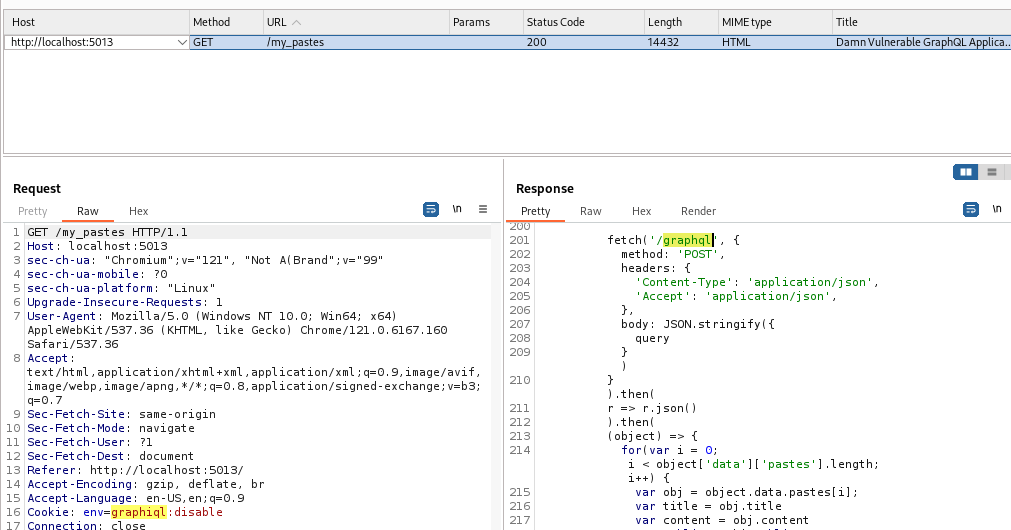 Host Method URL Params Status Code Length MIME type Title
http://localhost:5013 GET /my_pastes 200 14432 HTML Damn Vulnerable GraphQL Applica...
Request
Pretty Raw Hex
\n
1 GET /my_pastes HTTP/1.1
2 Host: localhost:5013
3 sec-ch-ua: "Chromium";v="121", "Not A(Brand";v="99"
4 sec-ch-ua-mobile: ?0
5 sec-ch-ua-platform: "Linux"
6 Upgrade-Insecure-Requests: 1
7 User-Agent: Mozilla/5.0 (Windows NT 10.0; Win64; x64)
AppleWebKit/537.36 (KHTML, like Gecko) Chrome/121.0.6167.160
Safari/537.36
8 Accept:
text/html,application/xhtml+xml,application/xml;q=0.9,image/avif,
image/webp,image/apng,*/*;q=0.8,application/signed-exchange;v=b3;
q=0.7
9 Sec-Fetch-Site: same-origin
10 Sec-Fetch-Mode: navigate
11 Sec-Fetch-User: ?1
12 Sec-Fetch-Dest: document
13 Referer: http://localhost:5013/
14 Accept-Encoding: gzip, deflate, br
15 Accept-Language: en-US,en;q=0.9
16 Cookie: env=graphiql:disable
17 Connection: close
Response
Pretty Raw Hex Render
\n
200
201 fetch('/graphql', {
202 method: 'POST',
203 headers: {
204 'Content-Type': 'application/json',
205 'Accept': 'application/json',
206 },
207 body: JSON.stringify({
208 query
209 }
)
210 }
).then(
211 r => r.json()
212 ).then(
213 (object) => {
214 for(var i = 0;
i < object['data']['pastes'].length;
i++) {
215 var obj = object.data.pastes[i];
216 var title = obj.title
217 var content = obj.content